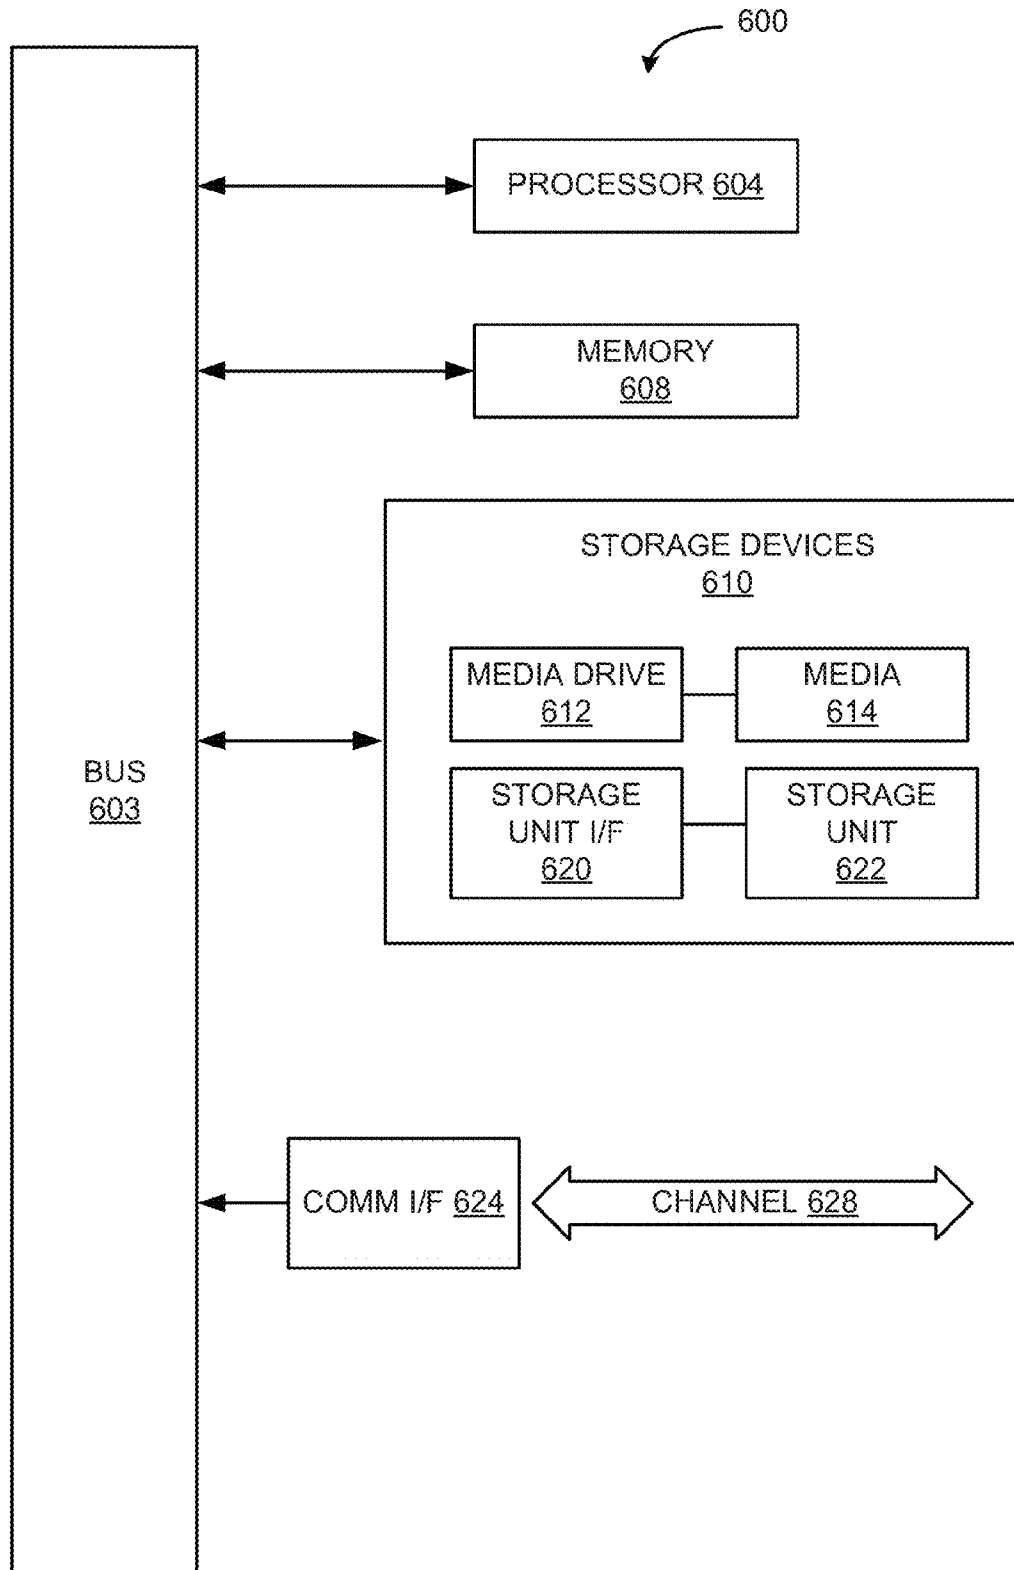 600
PROCESSOR 604
MEMORY
608
STORAGE DEVICES
610
MEDIA DRIVE
612
MEDIA
614
BUS
603
STORAGE
UNIT I/F
620
STORAGE
UNIT
622
COMM I/F 624
CHANNEL 628